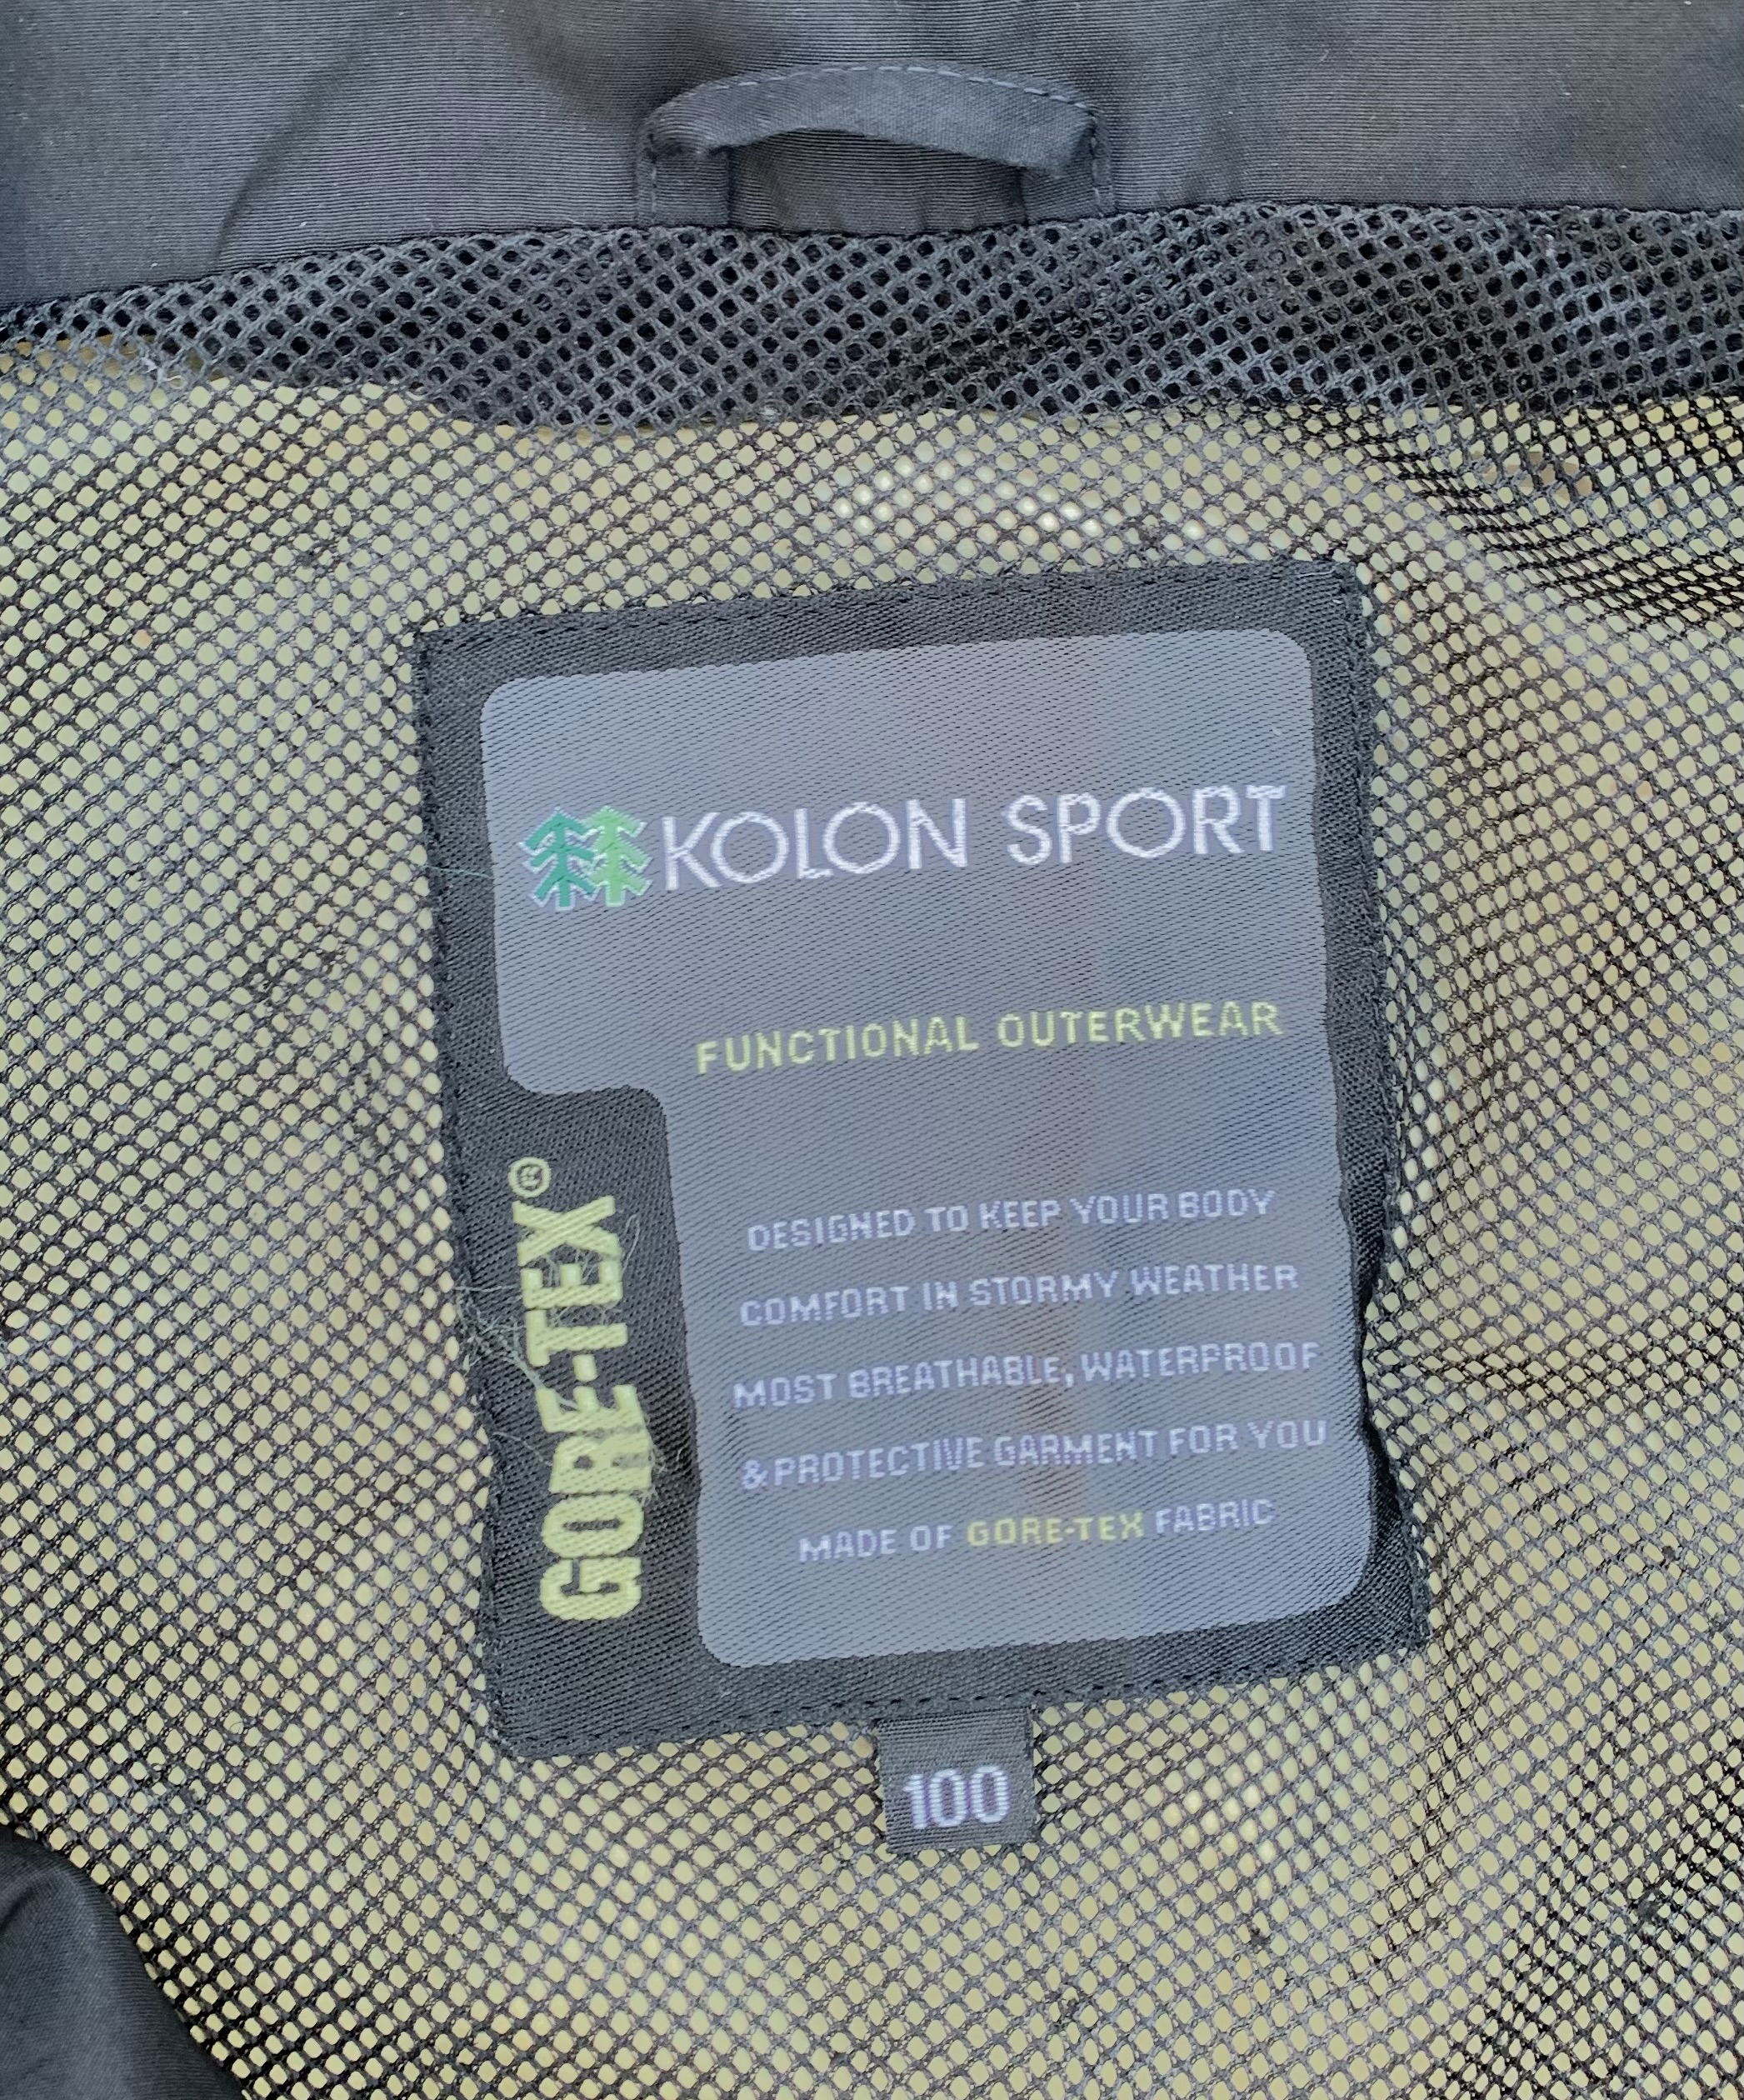 KOLON SPORT
FUNCTIONAL OUTERWEAR
GORE-TEX®
DESIGNED TO KEEP YOUR BODY
COMFORT IN STORMY WEATHER
MOST BREATHABLE, WATERPROOF
& PROTECTIVE GARMENT FOR YOU
MADE OF GORE-TEX FABRIC
100